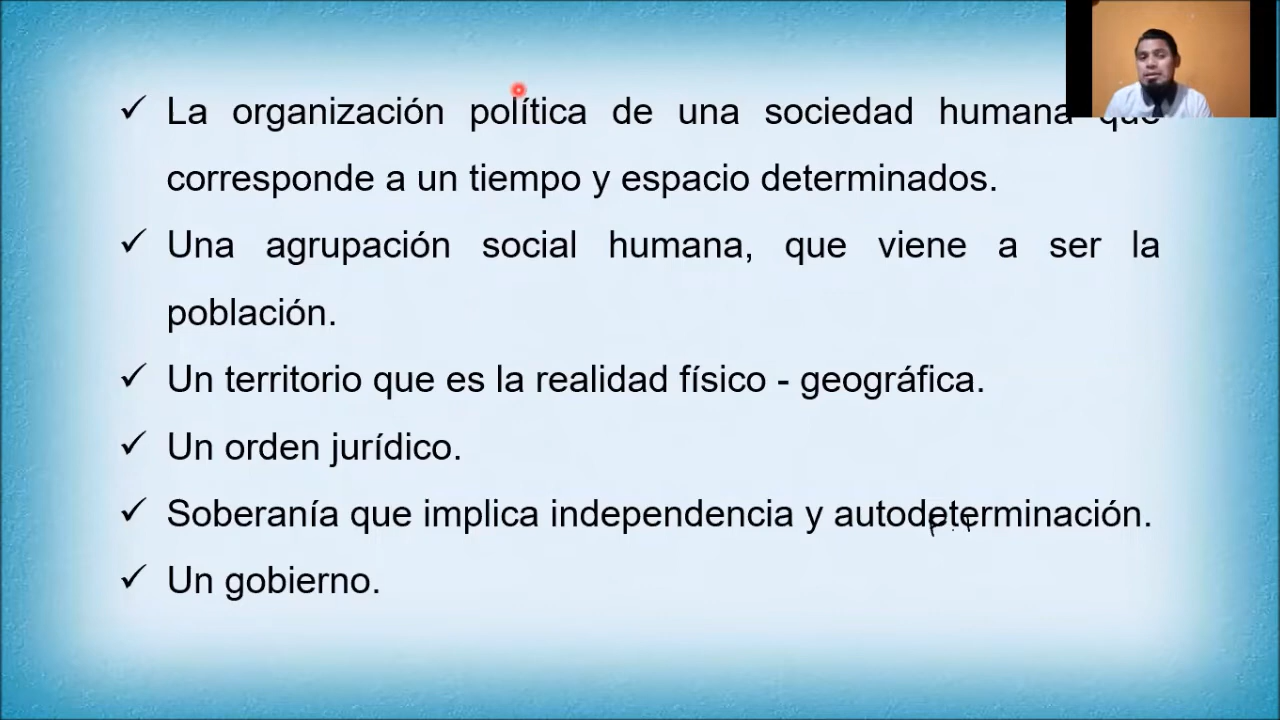 ✓ La organización política de una sociedad humana que
corresponde a un tiempo y espacio determinados.
✓ Una agrupación social humana, que viene a ser la
población.
✓ Un territorio que es la realidad físico - geográfica.
✓ Un orden jurídico.
✓ Soberanía que implica independencia y autodeterminación.
✓ Un gobierno.